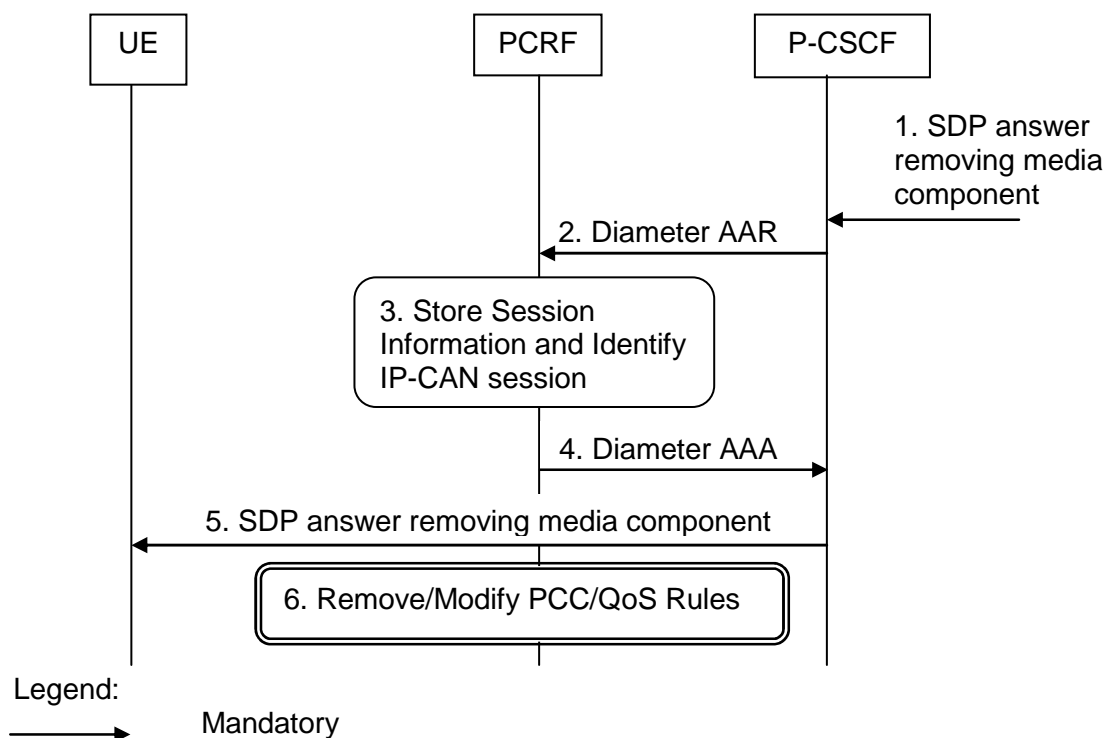 UE
PCRF
P-CSCF
1. SDP answer
removing media
component
2. Diameter AAR
3. Store Session
Information and Identify
IP-CAN session
4. Diameter AAA
5. SDP answer removing media component
6. Remove/Modify PCC/QoS Rules
Legend:
Mandatory